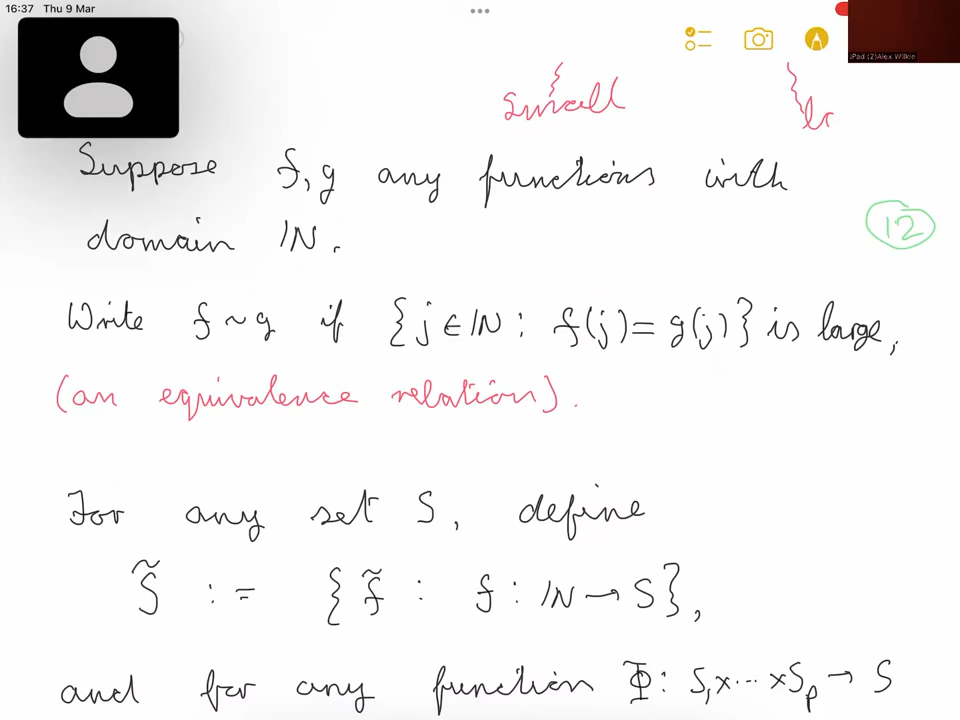 16:37 Thu 9 Mar
iPad (2)Alex Wilkie
small
Suppose f, g any functions with
domain ℕ.
12
Write f ~ g if {j ∈ ℕ : f(j) = g(j)} is large,
(an equivalence relation).
For any set S, define
S̃ := {f̃ : f : ℕ → S},
and for any function Φ: S₁ × ··· × Sₚ → S